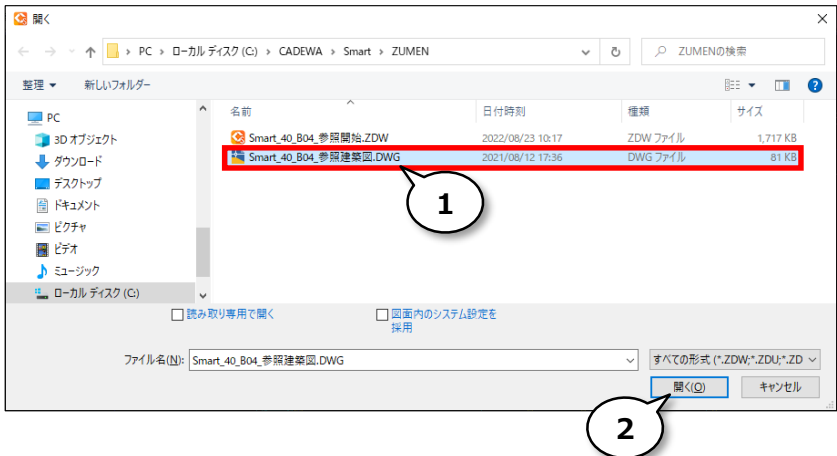 開く
PC › ローカル ディスク (C:) › CADEWA › Smart › ZUMEN
ZUMENの検索
整理 新しいフォルダー
名前 日付時刻 種類 サイズ
PC
3D オブジェクト
ダウンロード
デスクトップ
ドキュメント
ピクチャ
ビデオ
ミュージック
ローカル ディスク (C:)
Smart_40_B04_参照開始.ZDW 2022/08/23 10:17 ZDW ファイル 1,717 KB
Smart_40_B04_参照建築図.DWG 2021/08/12 17:36 DWG ファイル 81 KB
1
読み取り専用で開く
図面内のシステム設定を
採用
ファイル名(N): Smart_40_B04_参照建築図.DWG
すべての形式 (*.ZDW;*.ZDU;*.ZD
開く(O) キャンセル
2